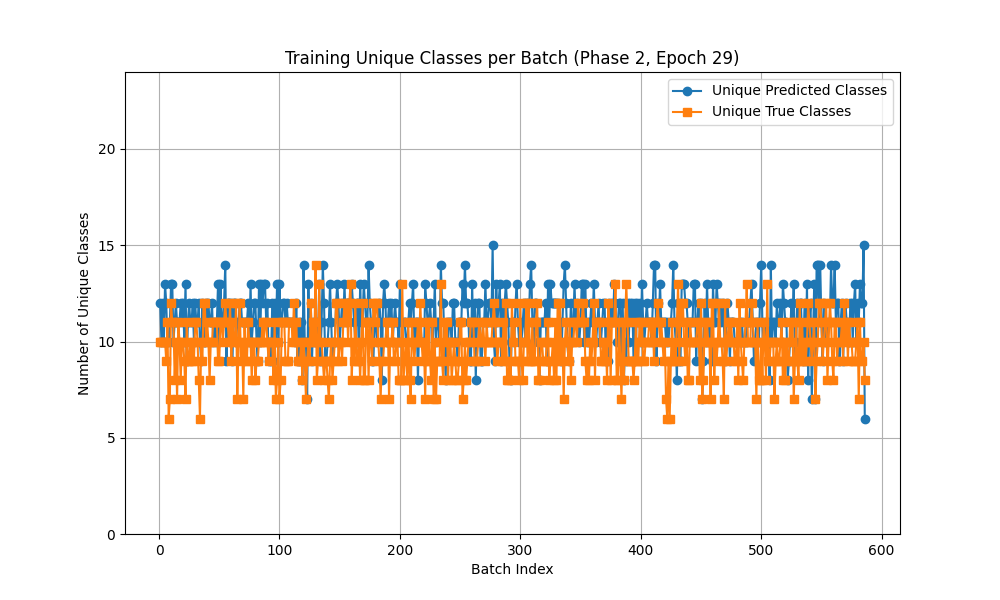 Training Unique Classes per Batch (Phase 2, Epoch 29)
Unique Predicted Classes
Unique True Classes
Number of Unique Classes
20
15
10
5
0
0 100 200 300 400 500 600
Batch Index